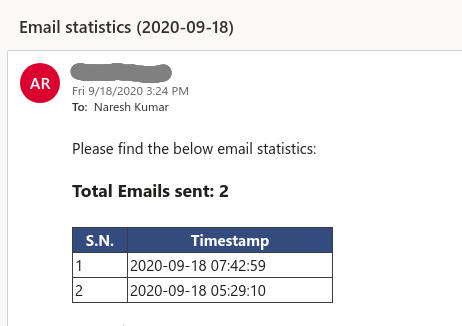 Email statistics (2020-09-18)
AR
Fri 9/18/2020 3:24 PM
To: Naresh Kumar
Please find the below email statistics:
Total Emails sent: 2
S.N. Timestamp
1 2020-09-18 07:42:59
2 2020-09-18 05:29:10